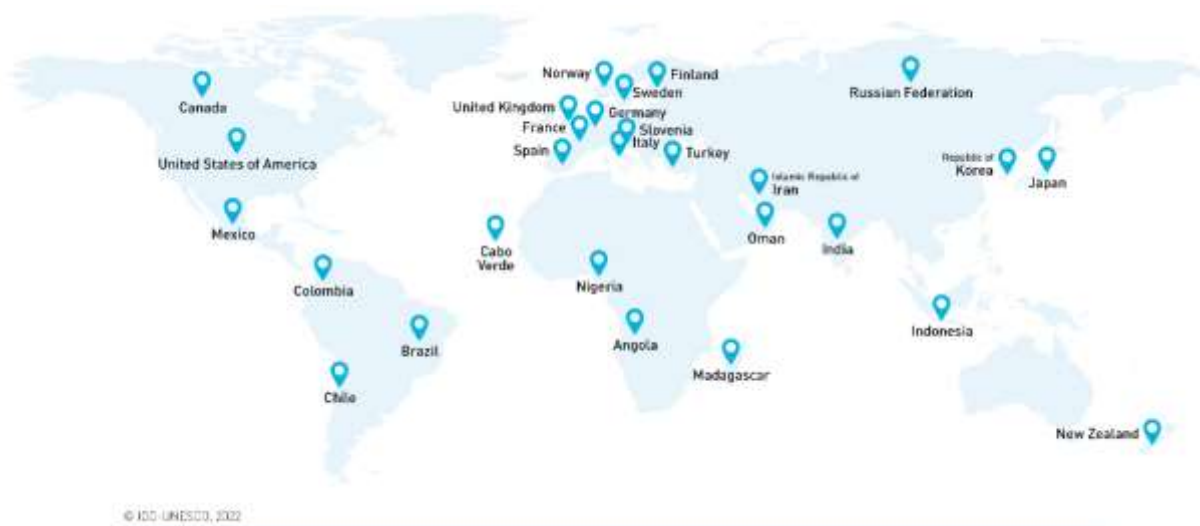 Norway
Finland
Sweden
Russian Federation
Canada
United Kingdom
Germany
France
Slovenia
Italy
Spain
Turkey
United States of America
Republic of
Korea
Japan
Islamic Republic of
Iran
Mexico
Oman
India
Cabo
Verde
Nigeria
Colombia
Indonesia
Angola
Brazil
Madagascar
Chile
New Zealand
© IOC-UNESCO, 2022